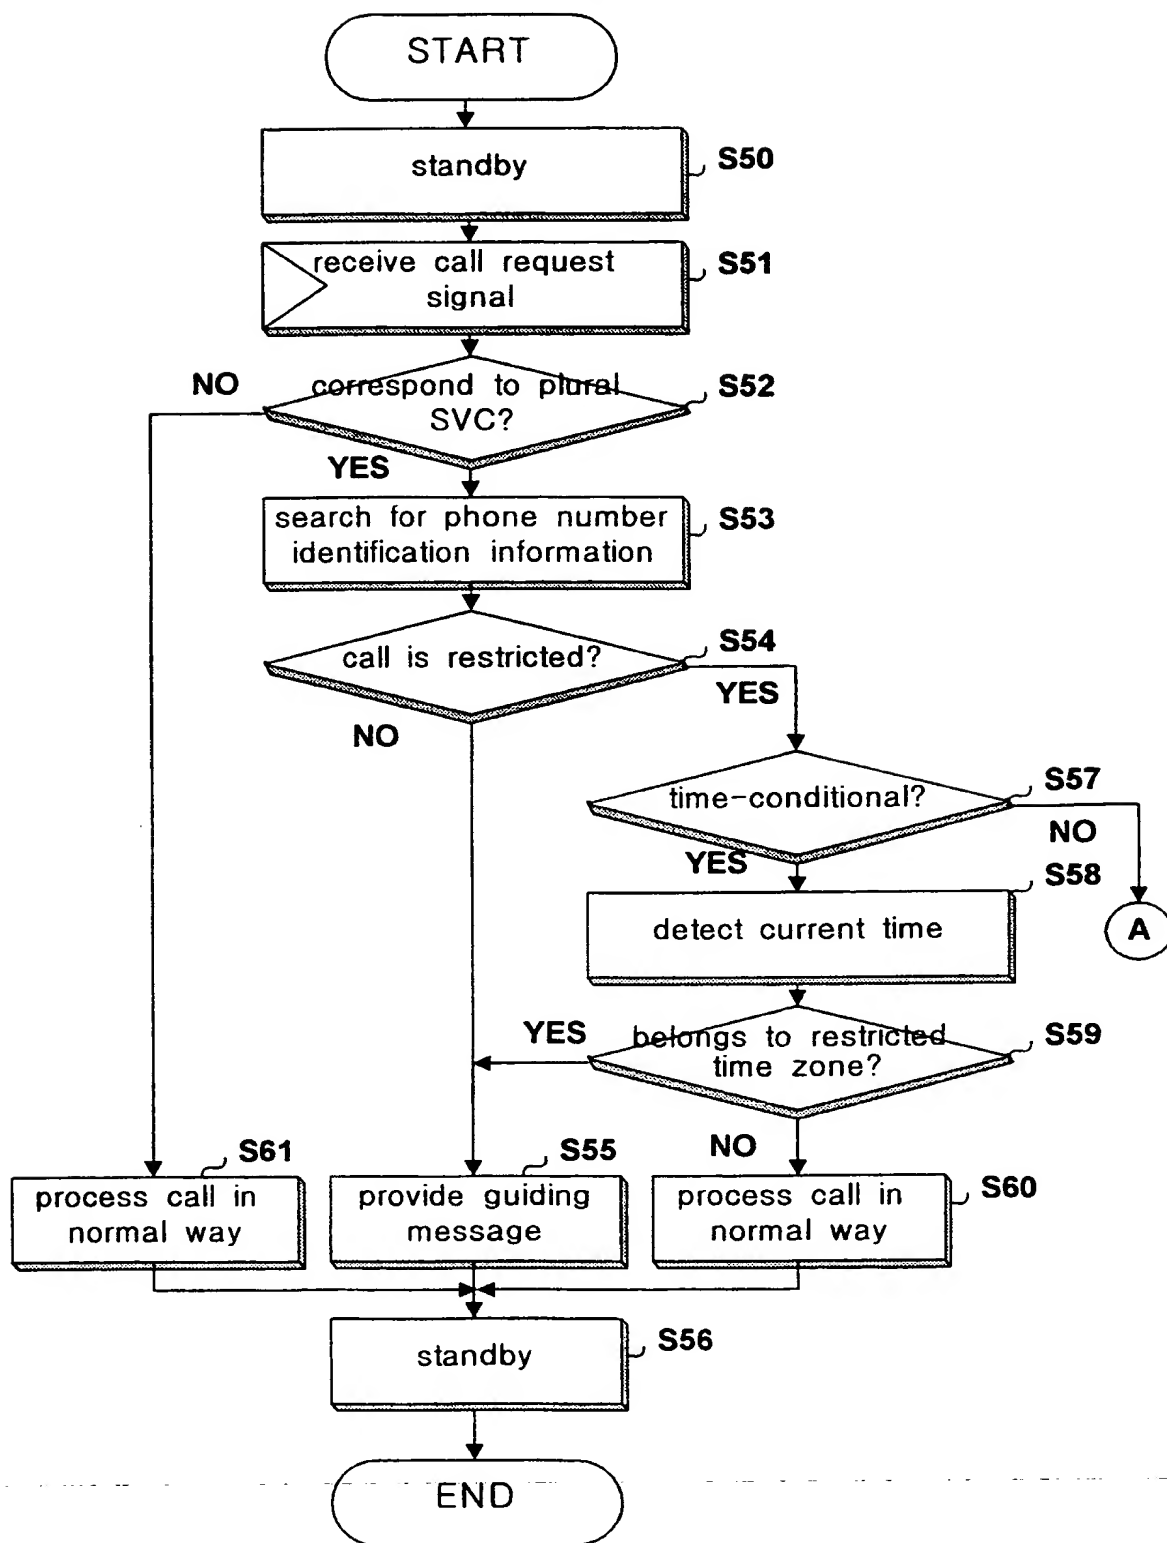 START
standby
S50
receive call request
signal
S51
NO
correspond to plural
SVC?
S52
YES
search for phone number
identification information
S53
call is restricted?
S54
YES
NO
time-conditional?
S57
NO
YES
S58
detect current time
A
YES
belongs to restricted
time zone?
S59
NO
S61
process call in
normal way
S55
provide guiding
message
process call in
normal way
S60
standby
S56
END